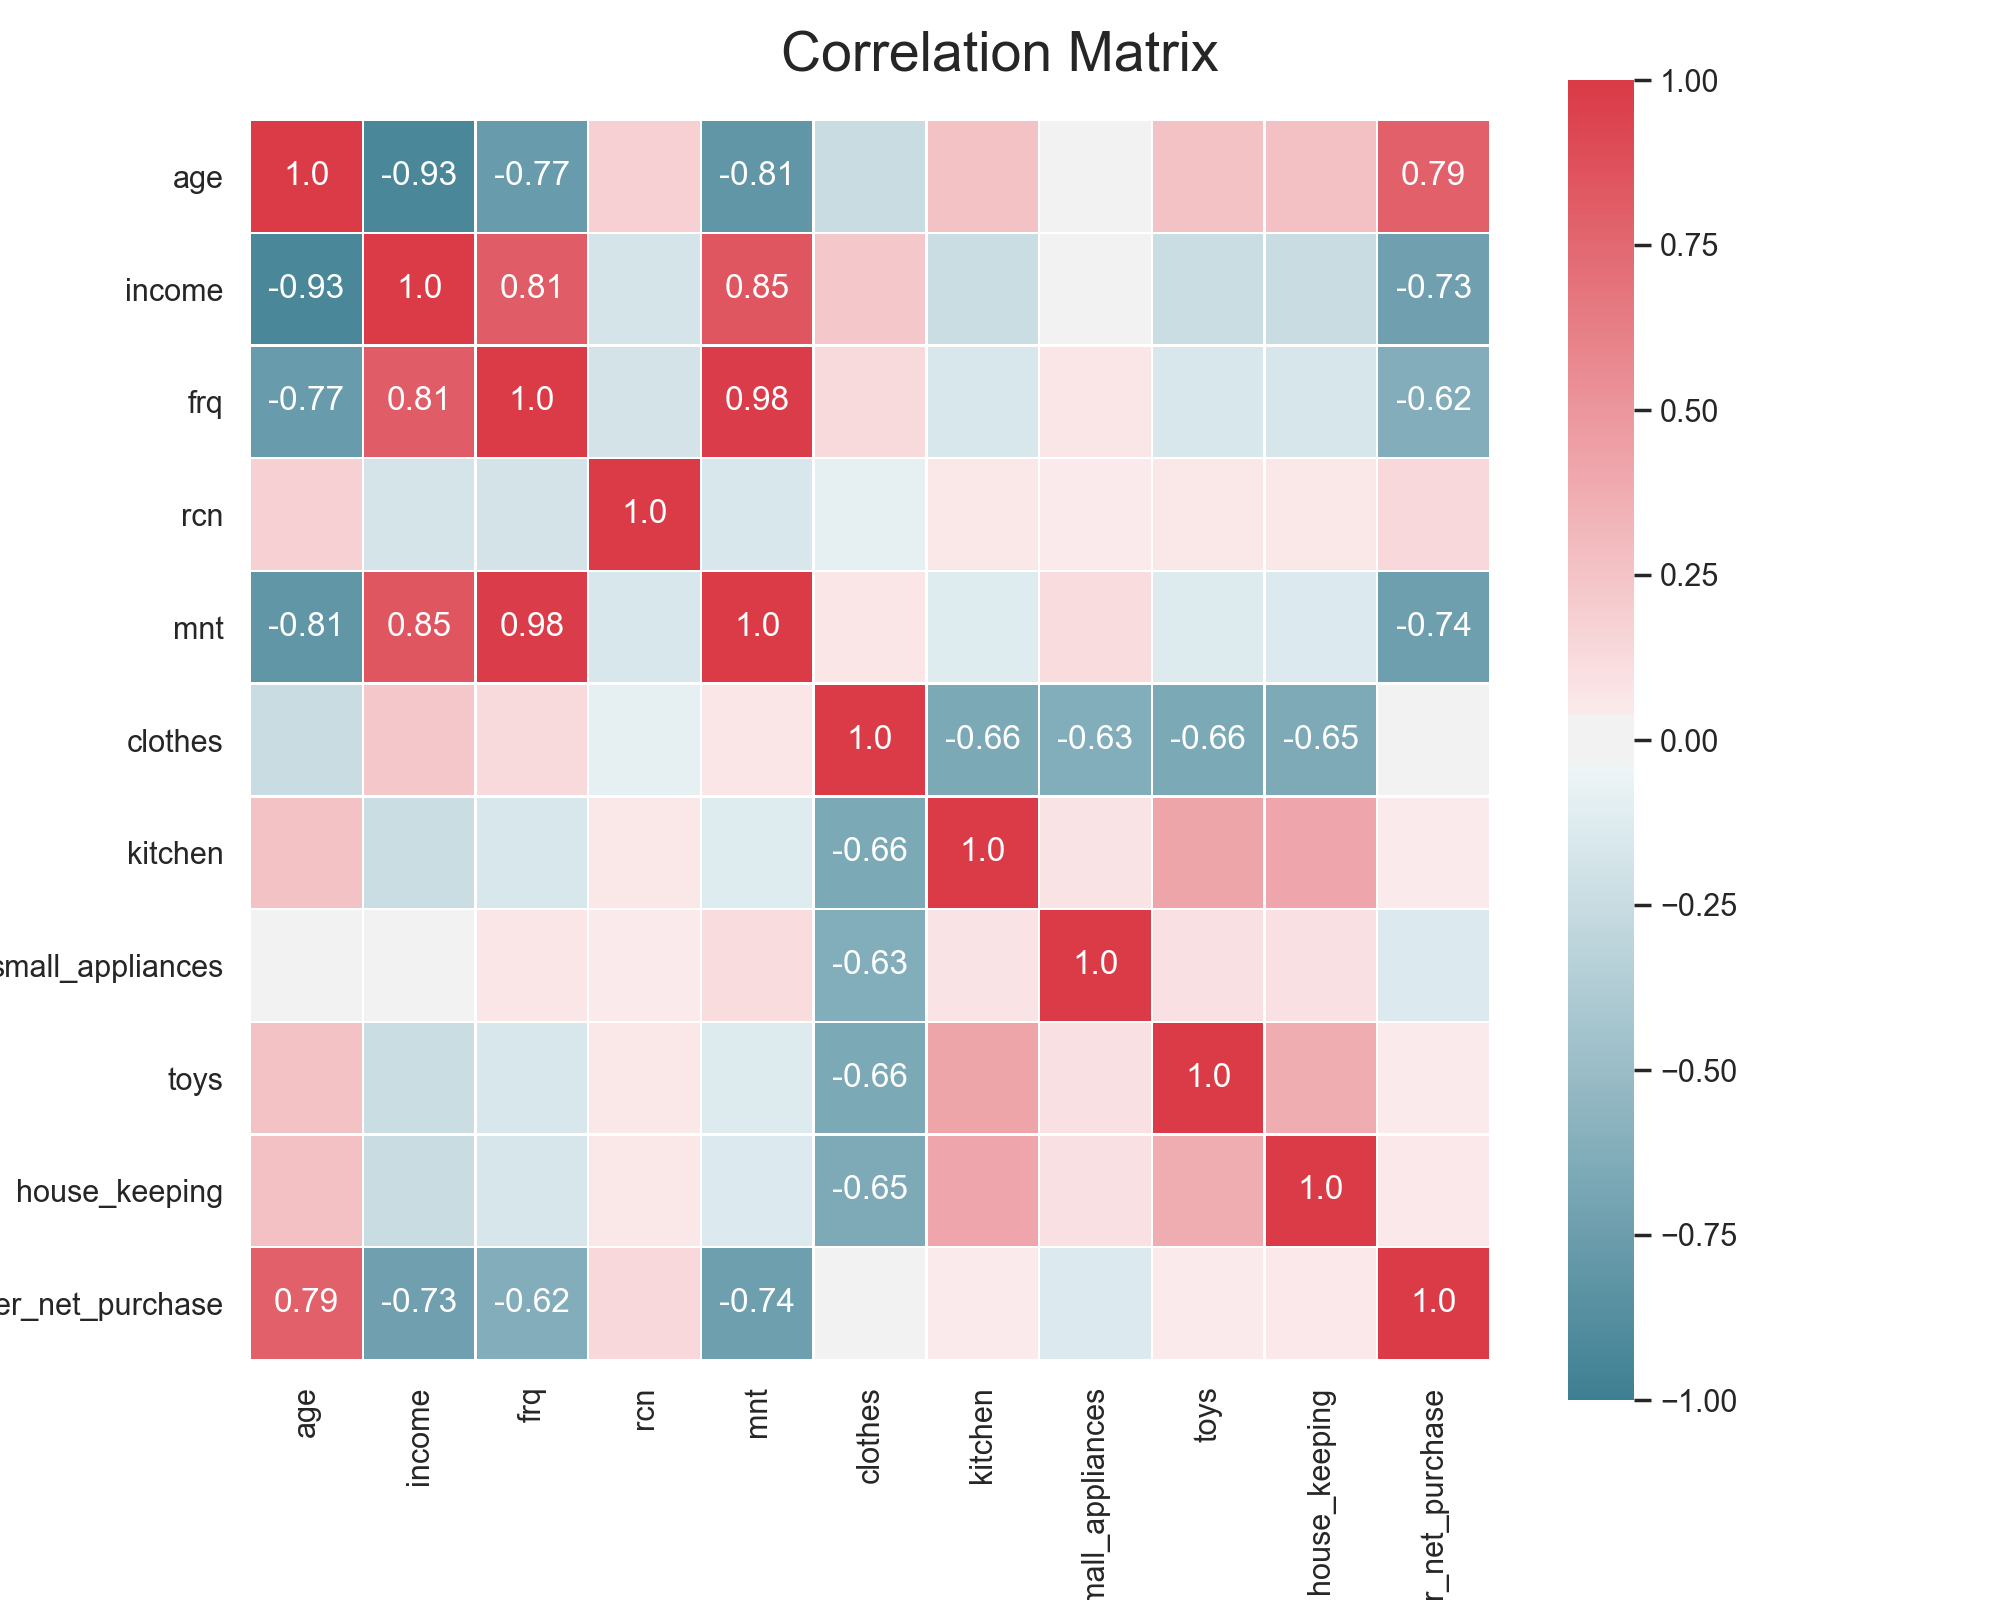 Correlation Matrix
1.00
age 1.0 -0.93 -0.77 -0.81 0.79
0.75
income -0.93 1.0 0.81 0.85 -0.73
frq -0.77 0.81 1.0 0.98 -0.62
0.50
rcn 1.0
0.25
mnt -0.81 0.85 0.98 1.0 -0.74
clothes 1.0 -0.66 -0.63 -0.66 -0.65
0.00
kitchen -0.66 1.0
−0.25
small_appliances -0.63 1.0
−0.50
toys -0.66 1.0
house_keeping -0.65 1.0
−0.75
er_net_purchase 0.79 -0.73 -0.62 -0.74 1.0
−1.00
age
income
frq
rcn
mnt
clothes
kitchen
mall_appliances
toys
house_keeping
r_net_purchase